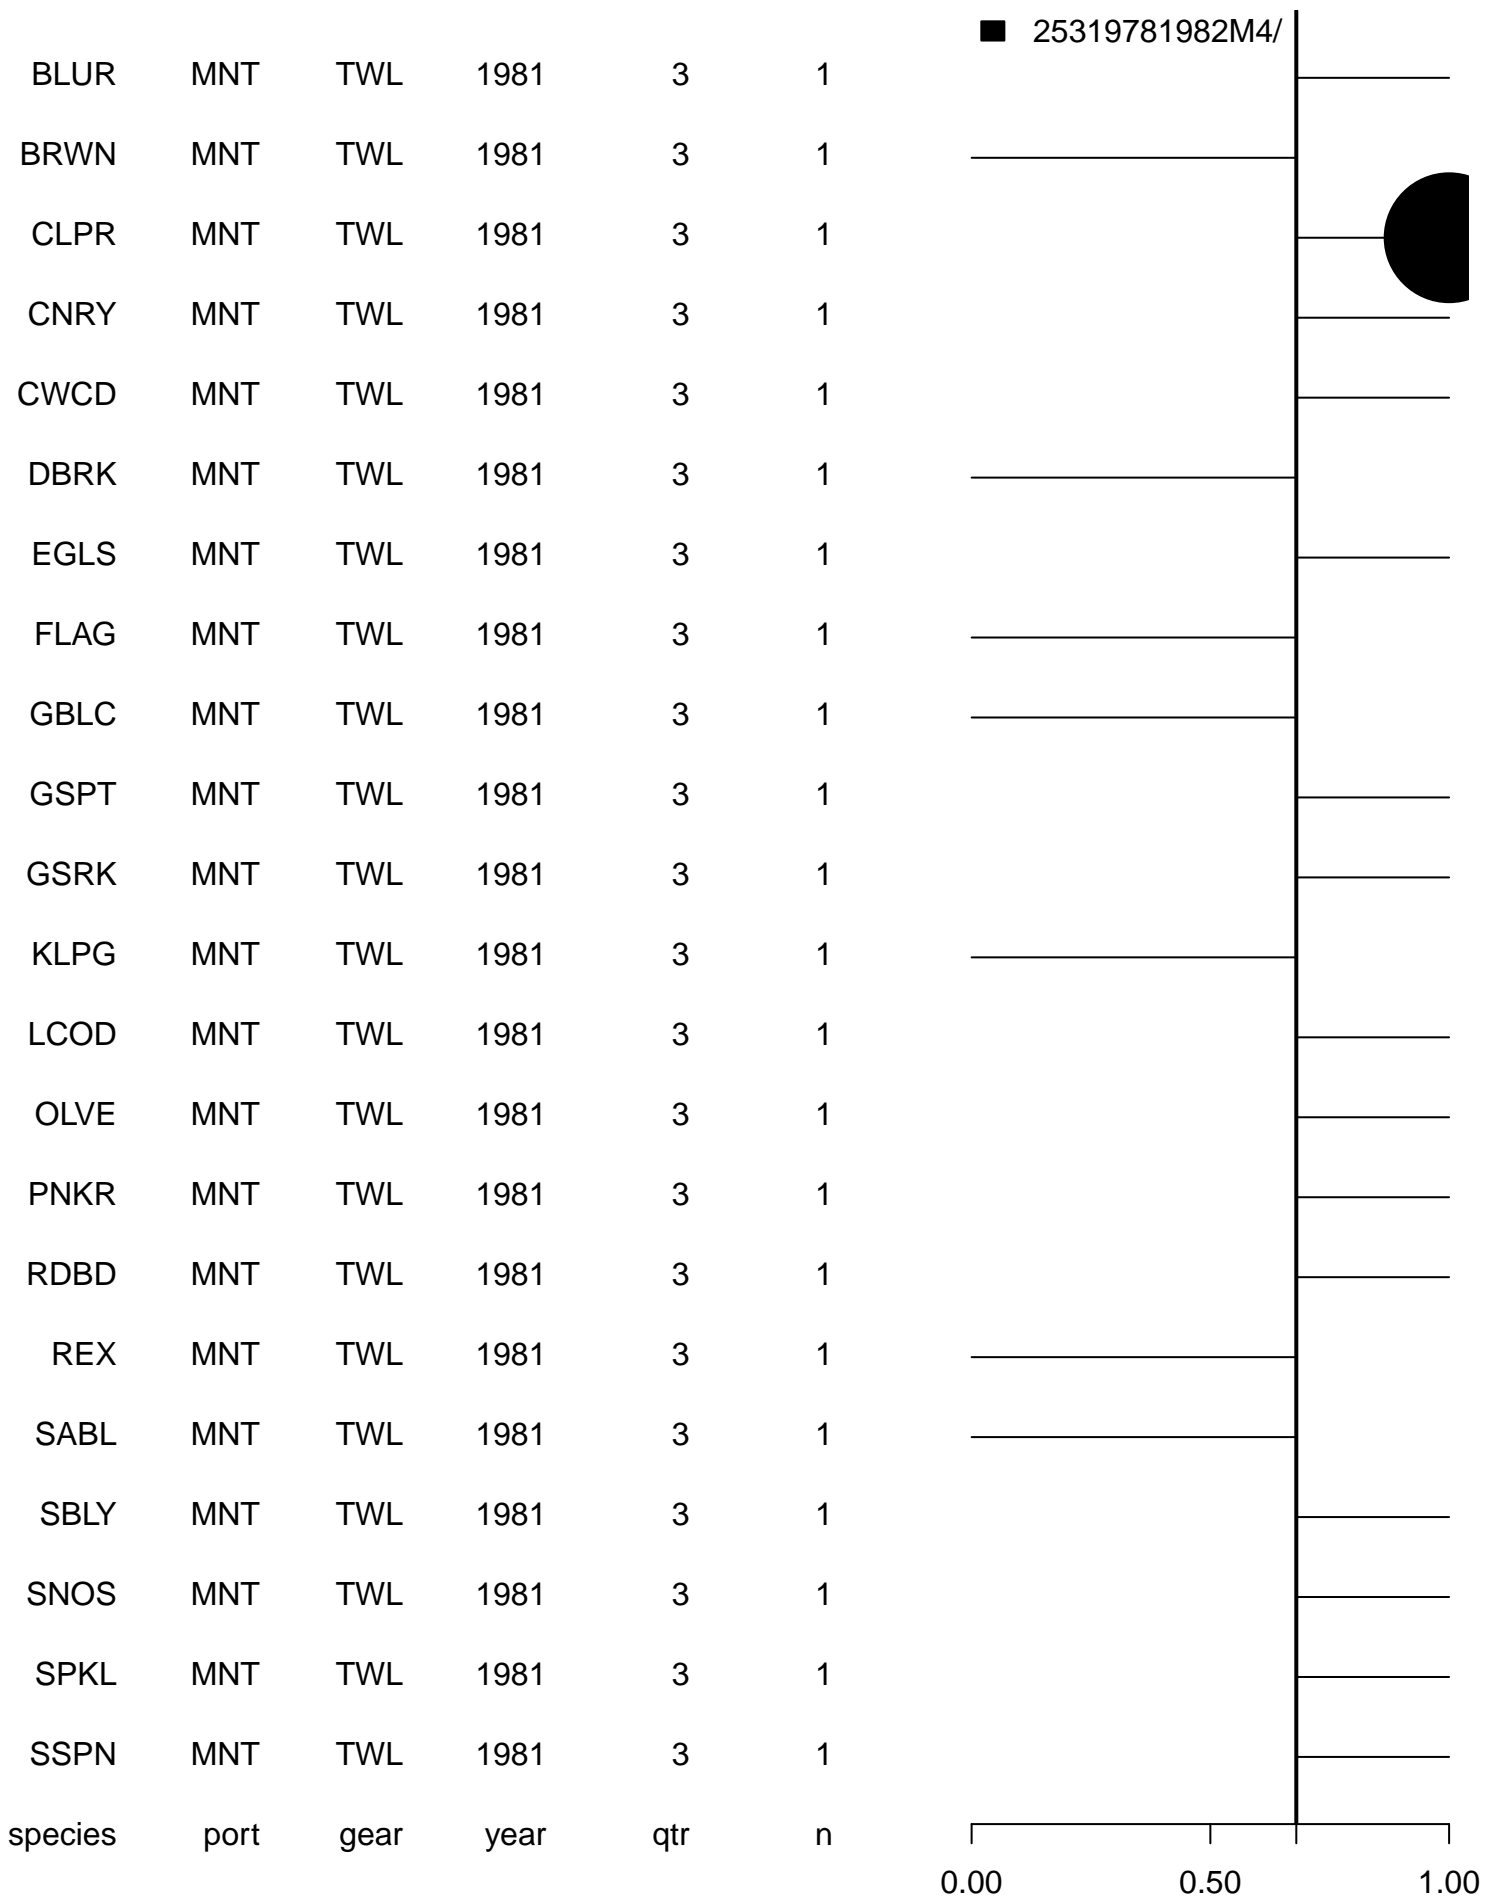 25319781982M4/
BLUR MNT TWL 1981 3 1
BRWN MNT TWL 1981 3 1
CLPR MNT TWL 1981 3 1
CNRY MNT TWL 1981 3 1
CWCD MNT TWL 1981 3 1
DBRK MNT TWL 1981 3 1
EGLS MNT TWL 1981 3 1
FLAG MNT TWL 1981 3 1
GBLC MNT TWL 1981 3 1
GSPT MNT TWL 1981 3 1
GSRK MNT TWL 1981 3 1
KLPG MNT TWL 1981 3 1
LCOD MNT TWL 1981 3 1
OLVE MNT TWL 1981 3 1
PNKR MNT TWL 1981 3 1
RDBD MNT TWL 1981 3 1
REX MNT TWL 1981 3 1
SABL MNT TWL 1981 3 1
SBLY MNT TWL 1981 3 1
SNOS MNT TWL 1981 3 1
SPKL MNT TWL 1981 3 1
SSPN MNT TWL 1981 3 1
species port gear year qtr n
0.00 0.50 1.00